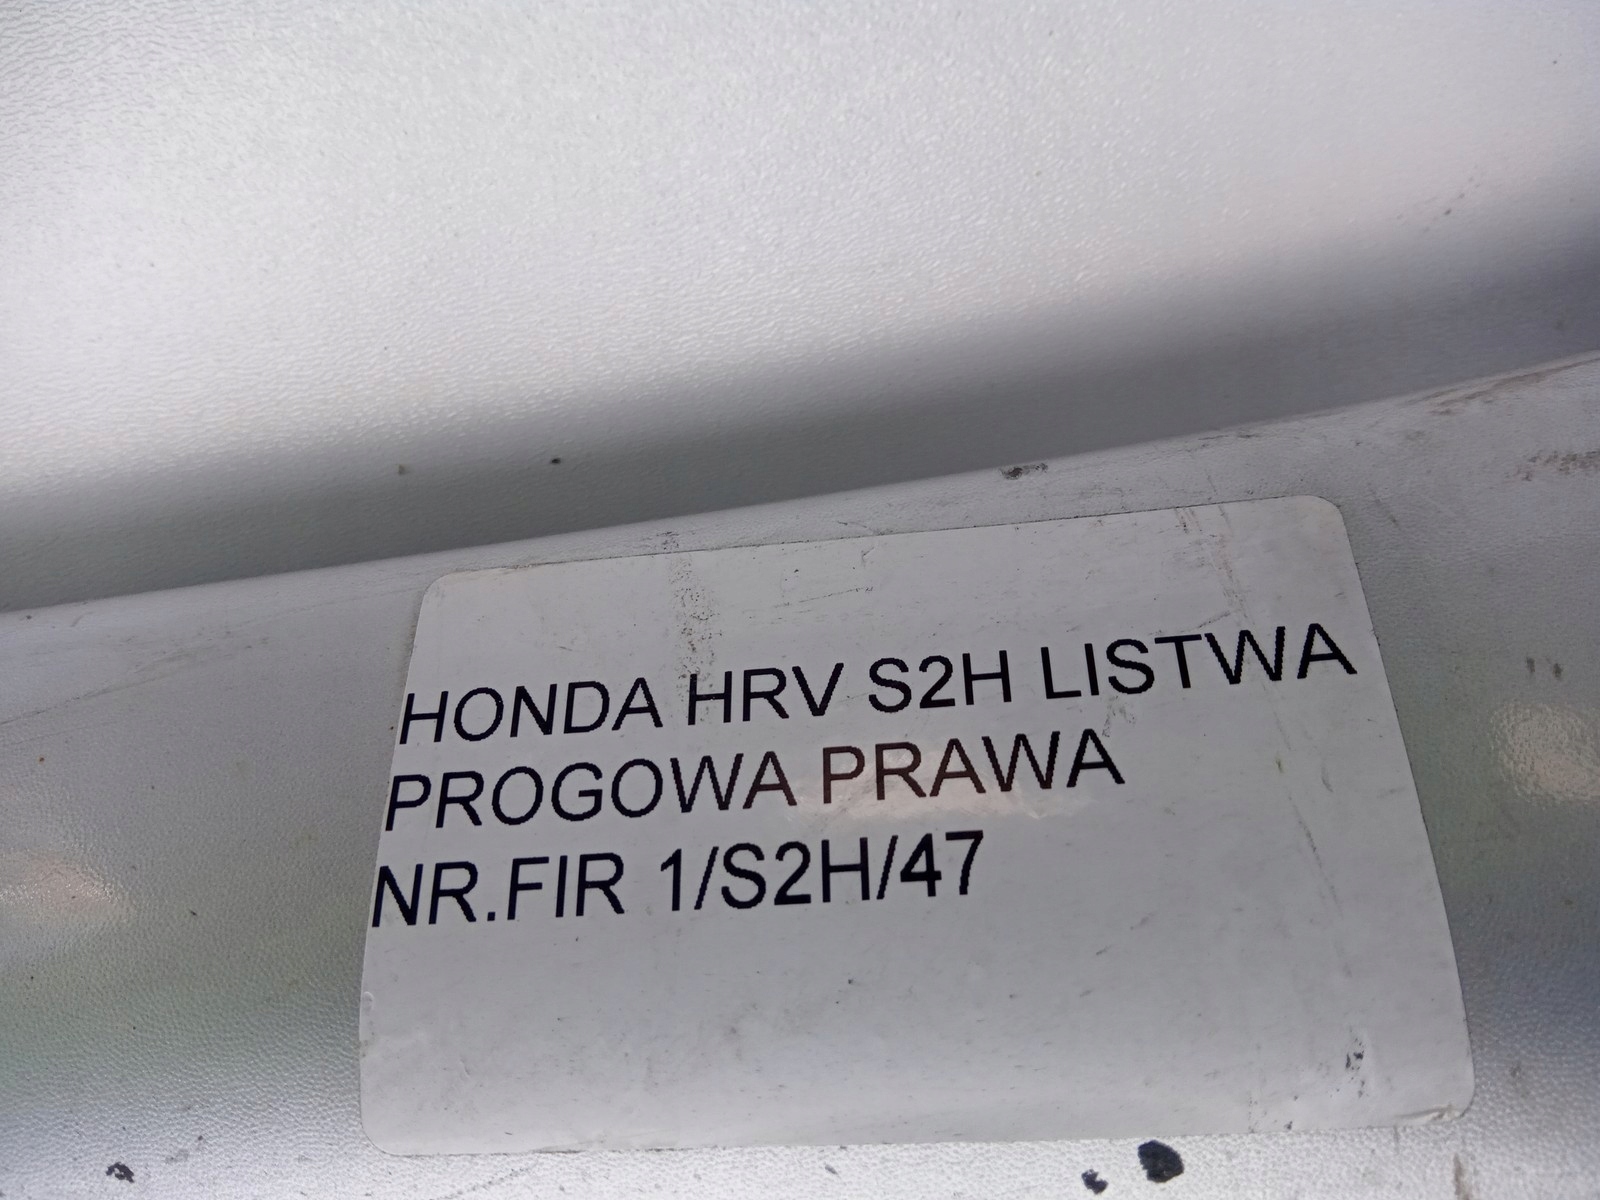 HONDA HRV S2H LISTWA
PROGOWA PRAWA
NR.FIR 1/S2H/47